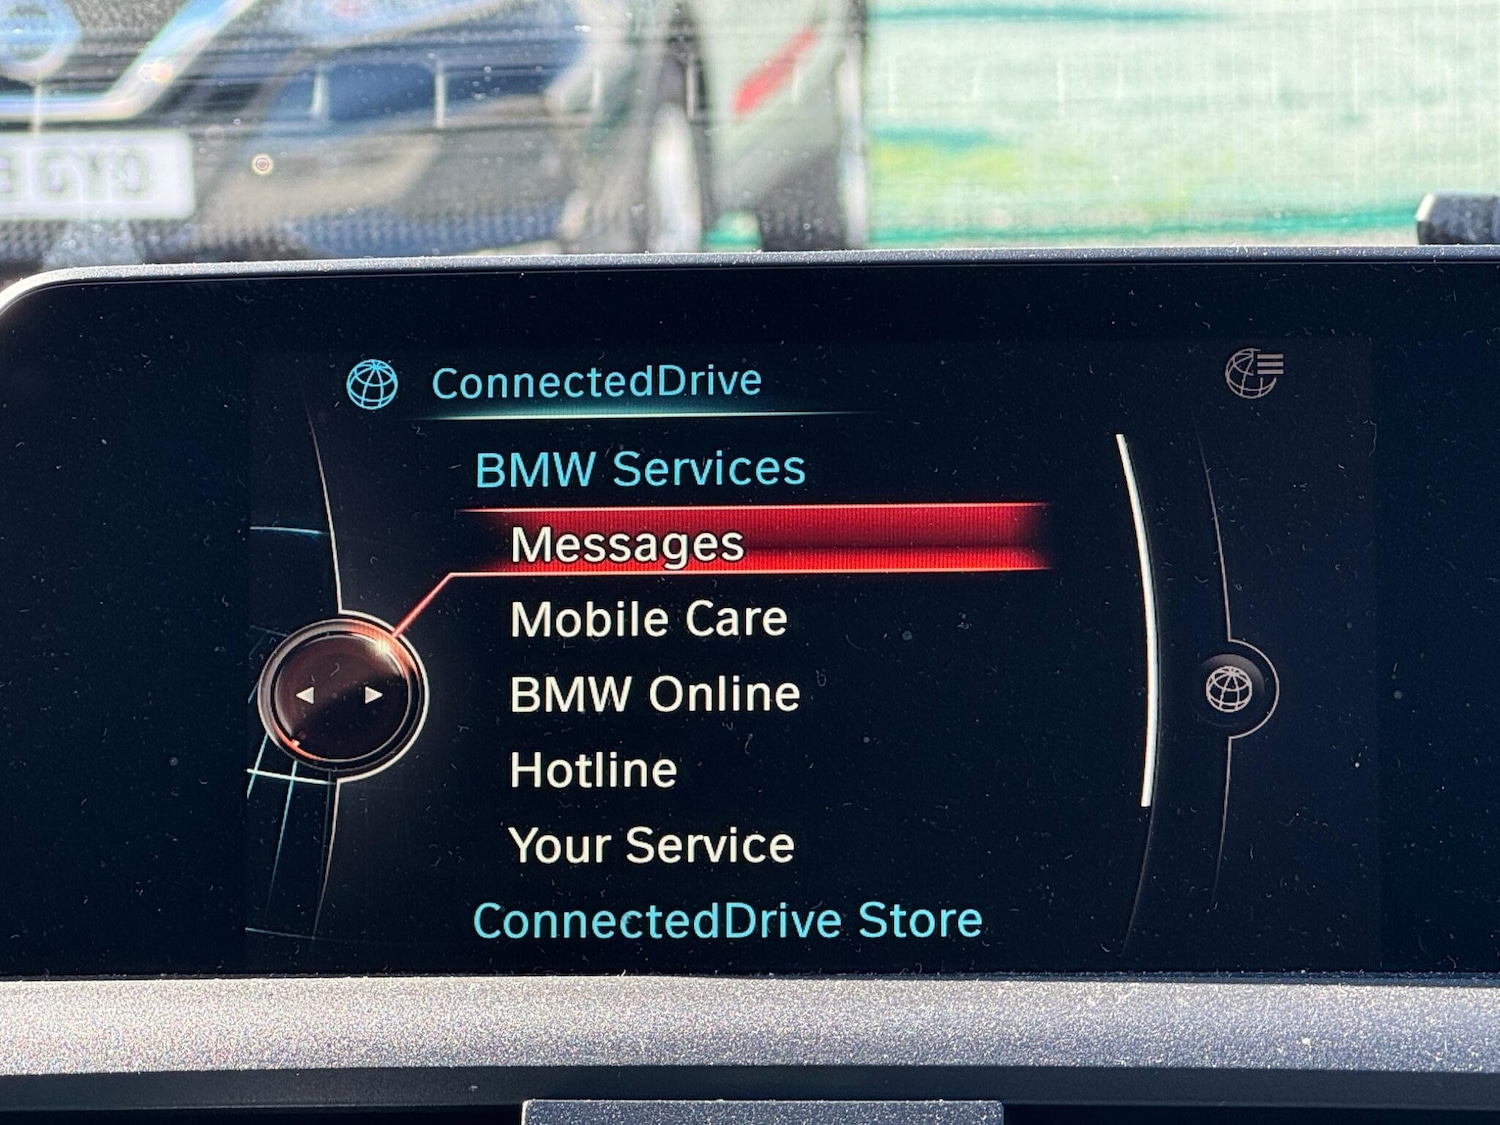 ConnectedDrive
BMW Services
Messages
Mobile Care
BMW Online
Hotline
Your Service
ConnectedDrive Store